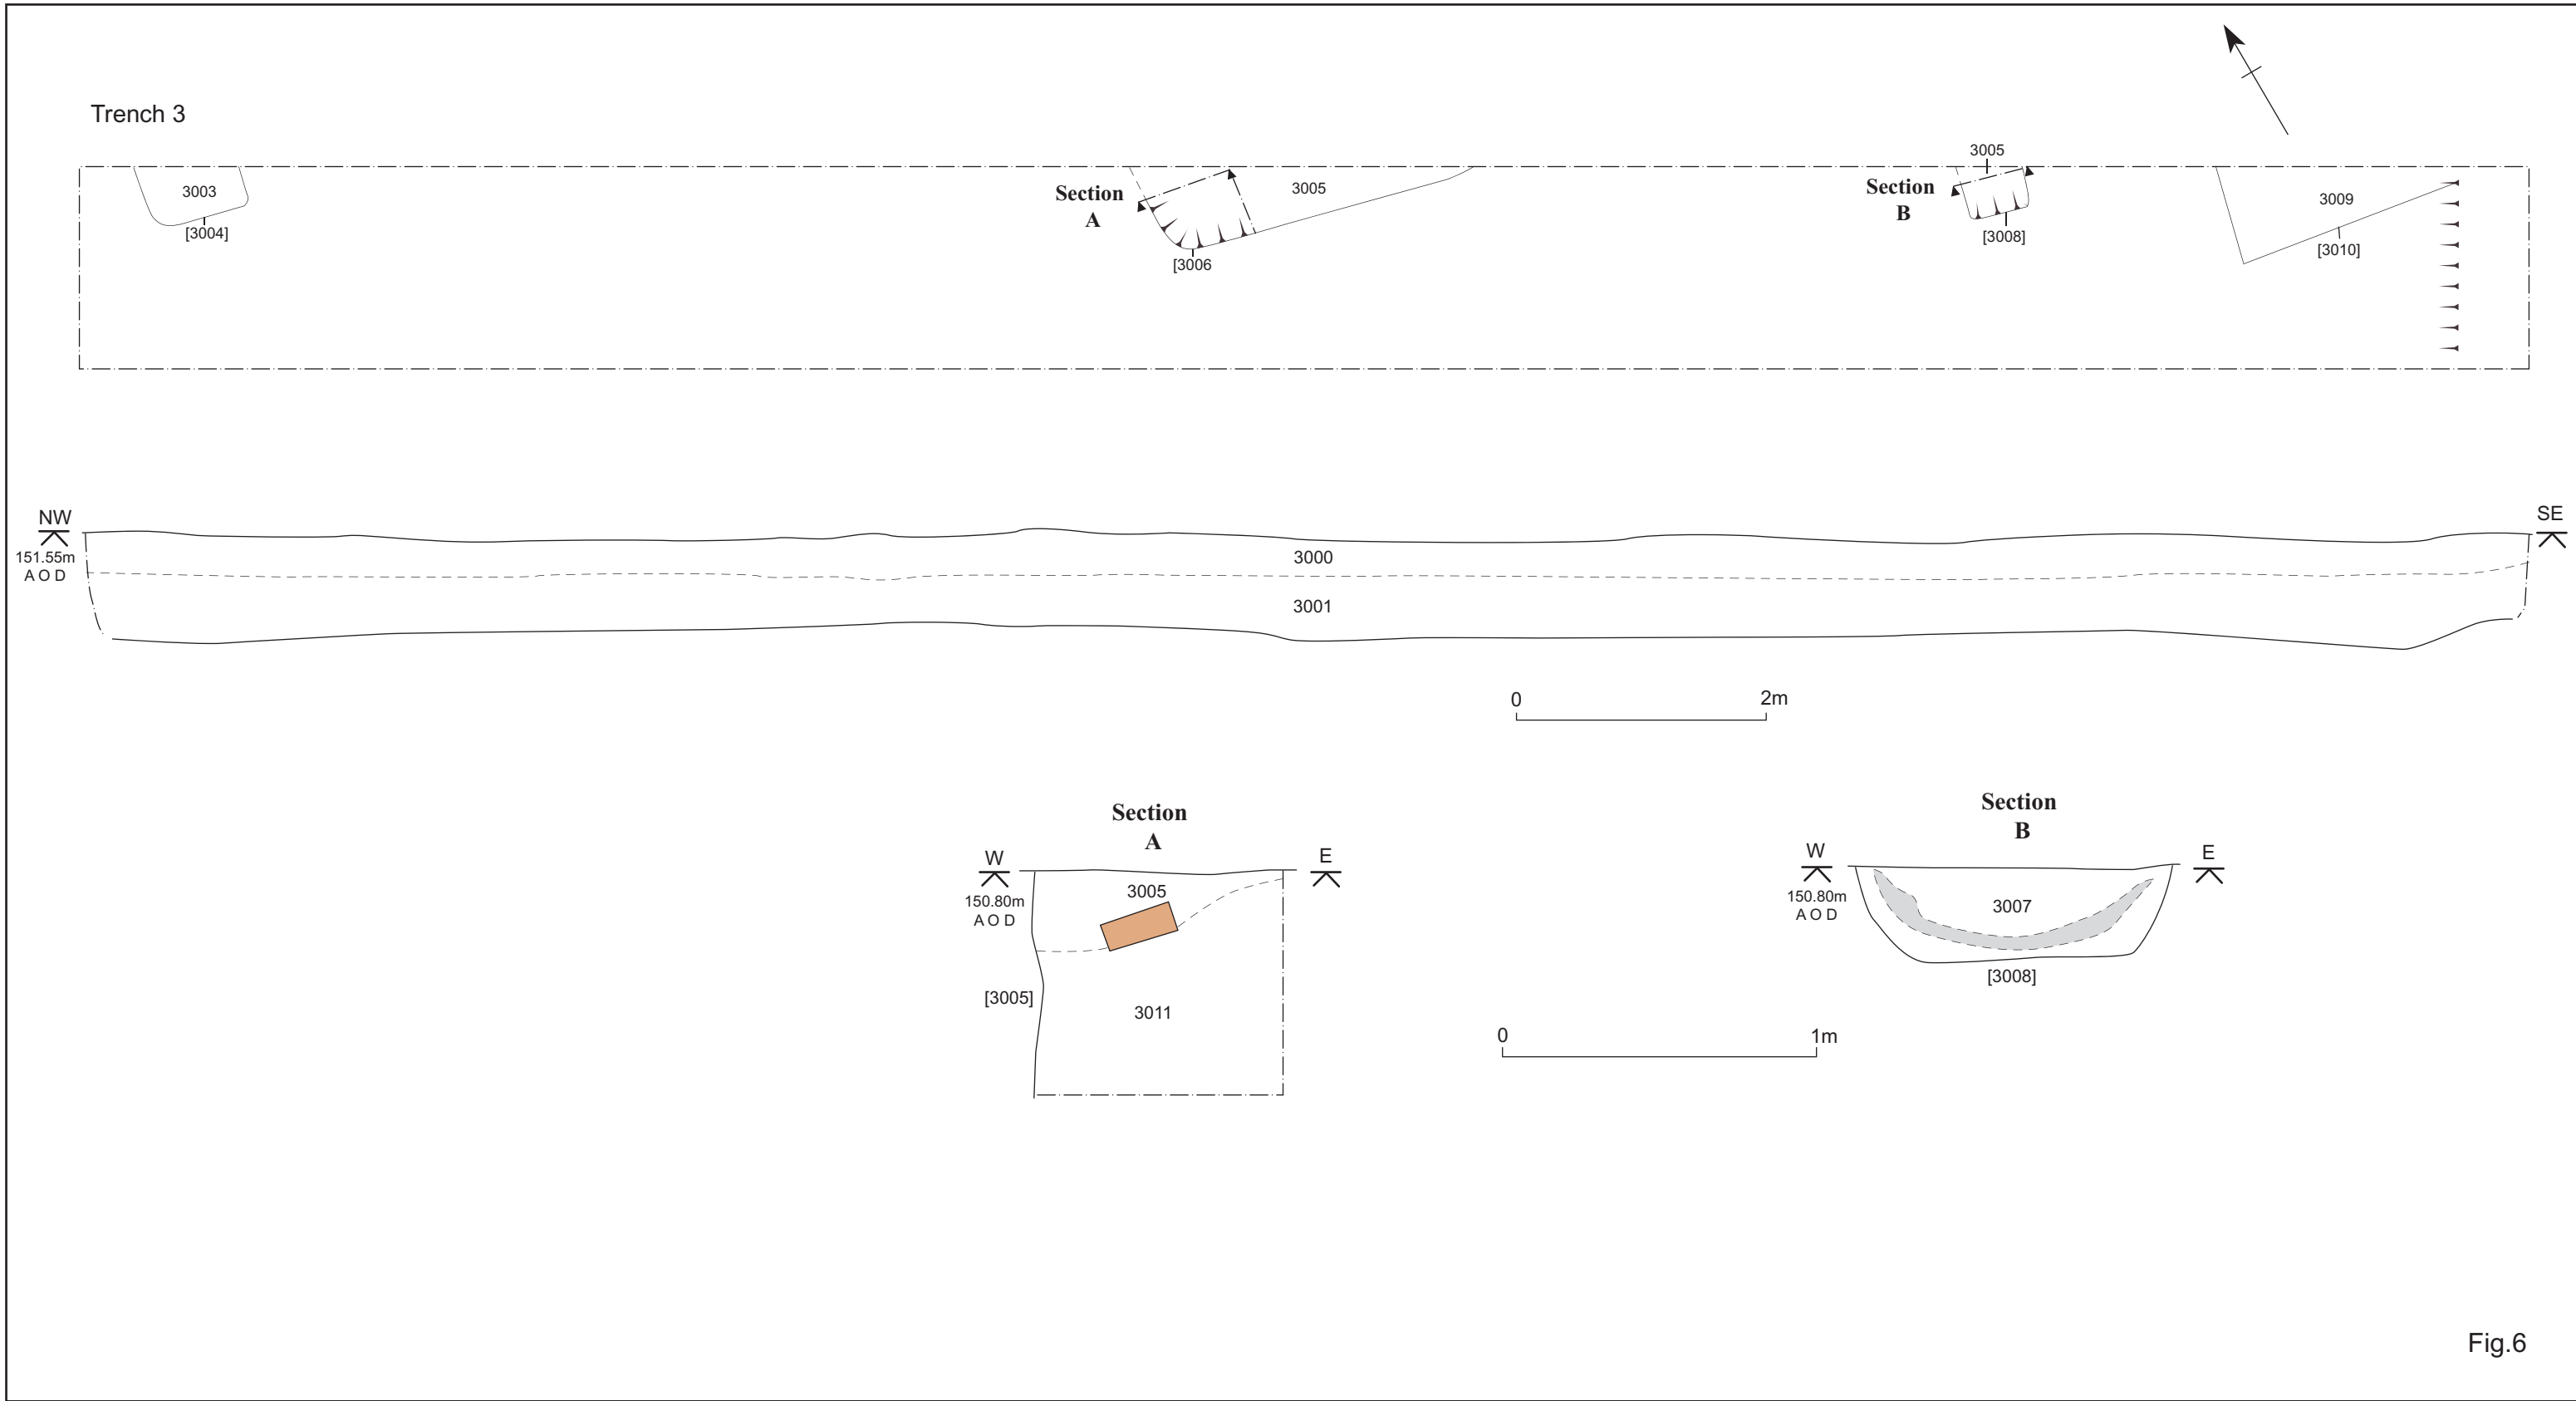 Trench 3
3005
3003
Section
A
3005
Section
B
3009
[3004]
[3006
[3008]
[3010]
NW
151.55m
A O D
SE
3000
3001
0 2m
Section
A
Section
B
W
E
150.80m
A O D
3005
[3005]
3011
W
E
150.80m
A O D
3007
[3008]
0 1m
Fig.6